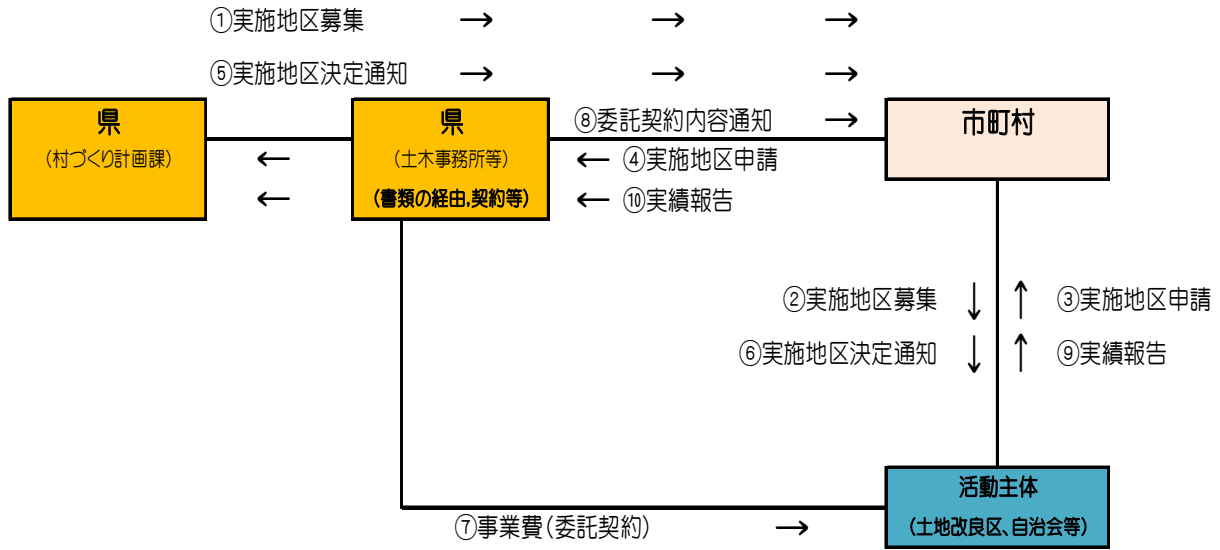 ①実施地区募集 → → →
⑤実施地区決定通知 → → →
県
(村づくり計画課)
← 
←
県
(土木事務所等)
(書類の経由,契約等)
⑧委託契約内容通知 →
← ④実施地区申請
← ⑩実績報告
市町村
②実施地区募集 ↓ ↑ ③実施地区申請
⑥実施地区決定通知 ↓ ↑ ⑨実績報告
活動主体
(土地改良区、自治会等)
⑦事業費(委託契約) →